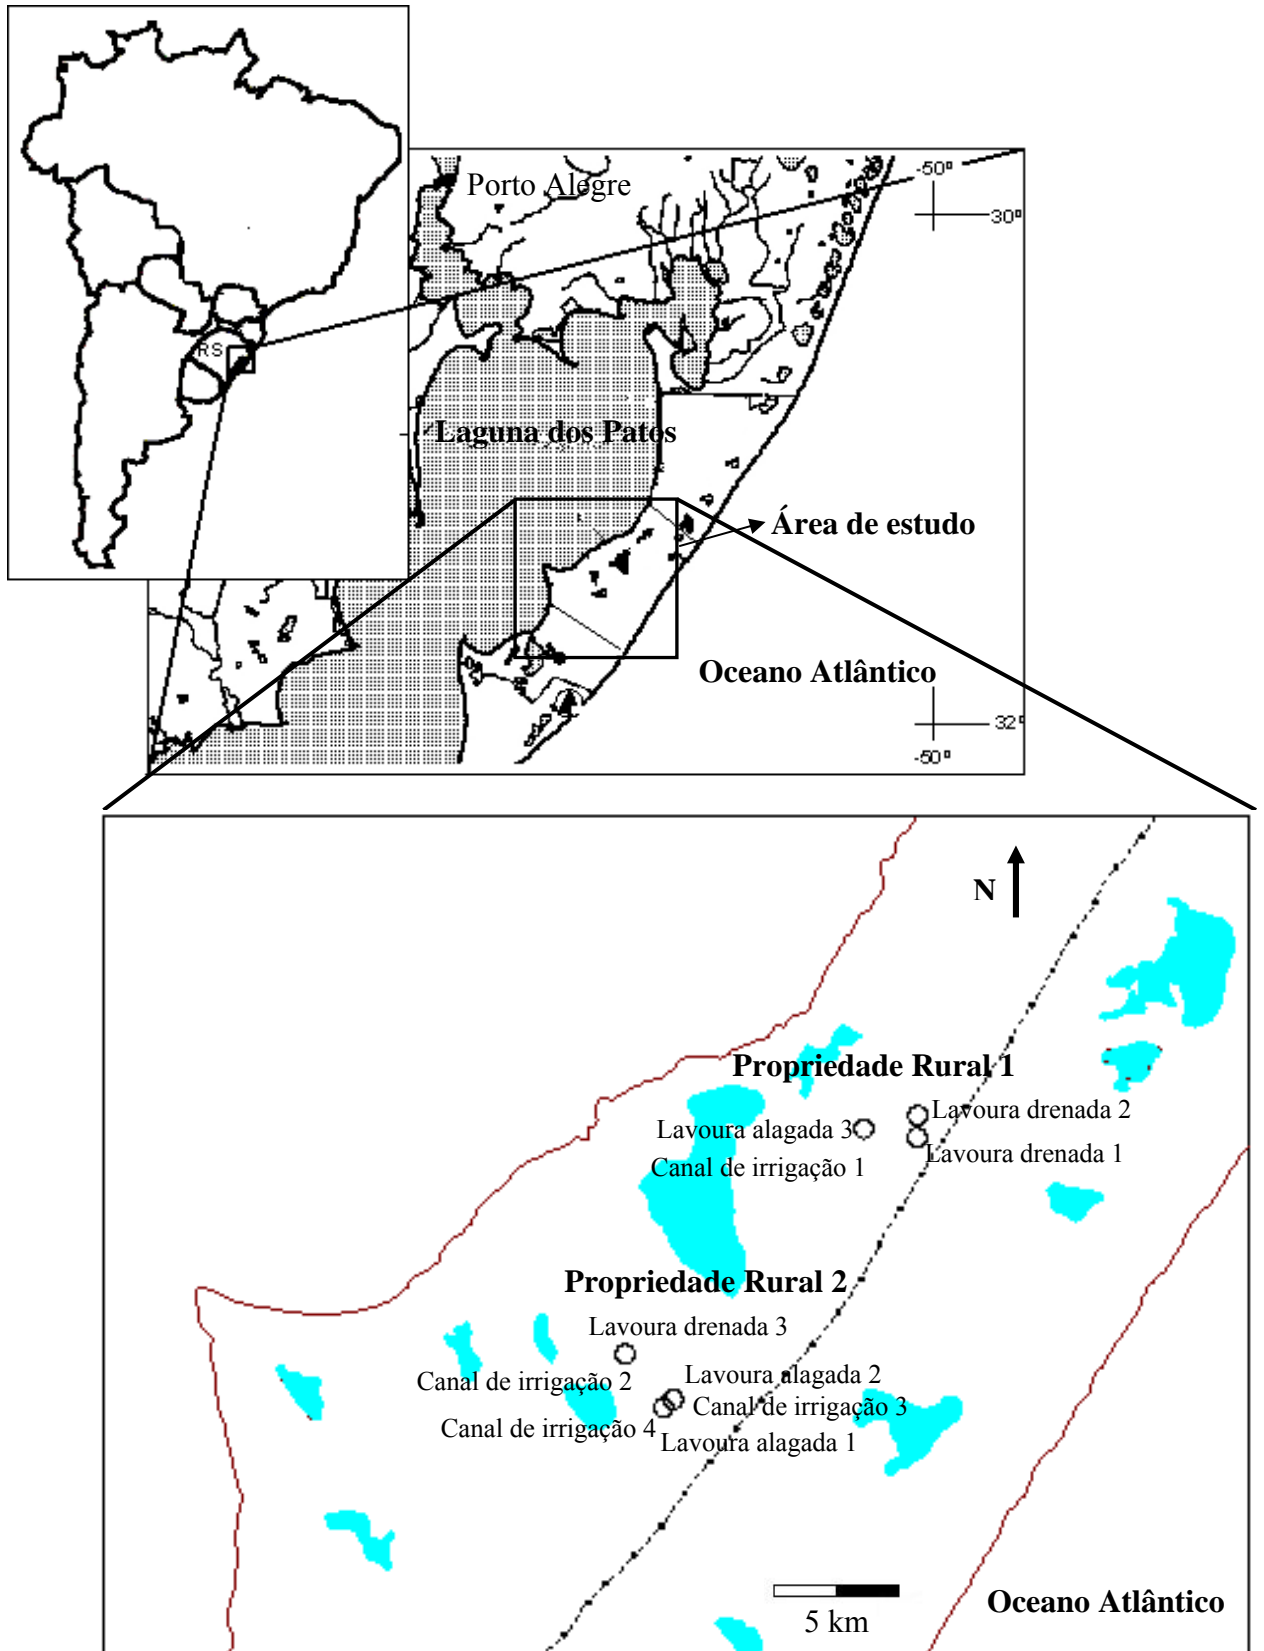 Porto Alegre
-50º
30º
RS
Laguna dos Patos
Área de estudo
Oceano Atlântico
32º
-50º
N
Propriedade Rural 1
Lavoura drenada 2
Lavoura alagada 3
Lavoura drenada 1
Canal de irrigação 1
Propriedade Rural 2
Lavoura drenada 3
Lavoura alagada 2
Canal de irrigação 2
Canal de irrigação 3
Canal de irrigação 4
Lavoura alagada 1
5 km
Oceano Atlântico